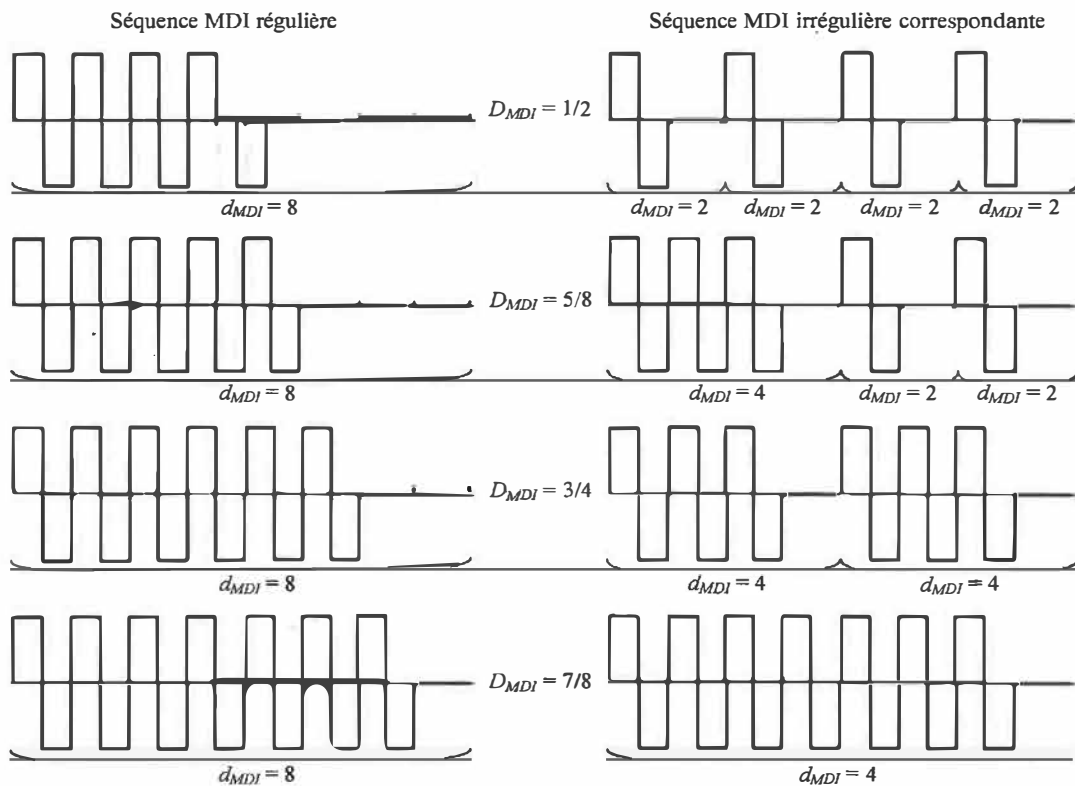 Séquence MDI régulière
Séquence MDI irrégulière correspondante
D_MDI = 1/2
d_MDI = 8
d_MDI = 2
d_MDI = 2
d_MDI = 2
d_MDI = 2
D_MDI = 5/8
d_MDI = 8
d_MDI = 4
d_MDI = 2
d_MDI = 2
D_MDI = 3/4
d_MDI = 8
d_MDI = 4
d_MDI = 4
D_MDI = 7/8
d_MDI = 8
d_MDI = 4